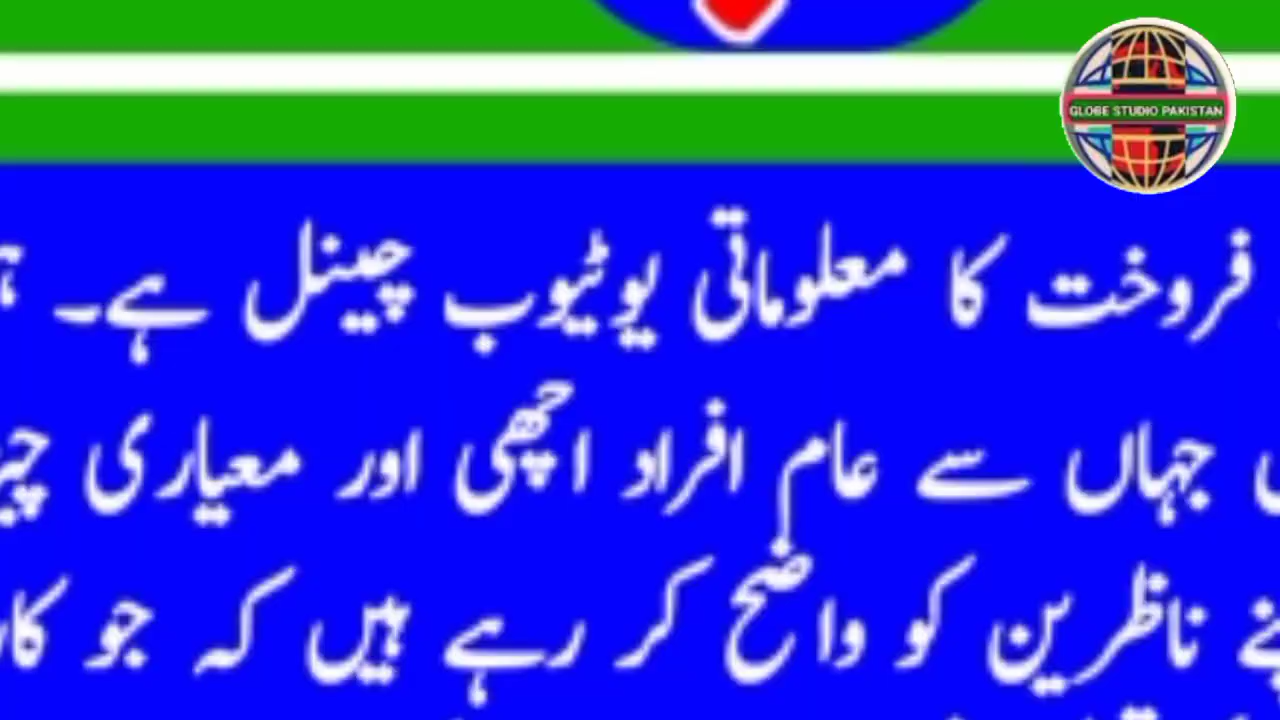 GLOBE STUDIO PAKISTAN
فروخت کا معلوماتی یوٹیوب چینل ہے۔
جہاں سے عام افراد اچھی اور معیاری
ناظرین کو واضح کر رہے ہیں کہ جو